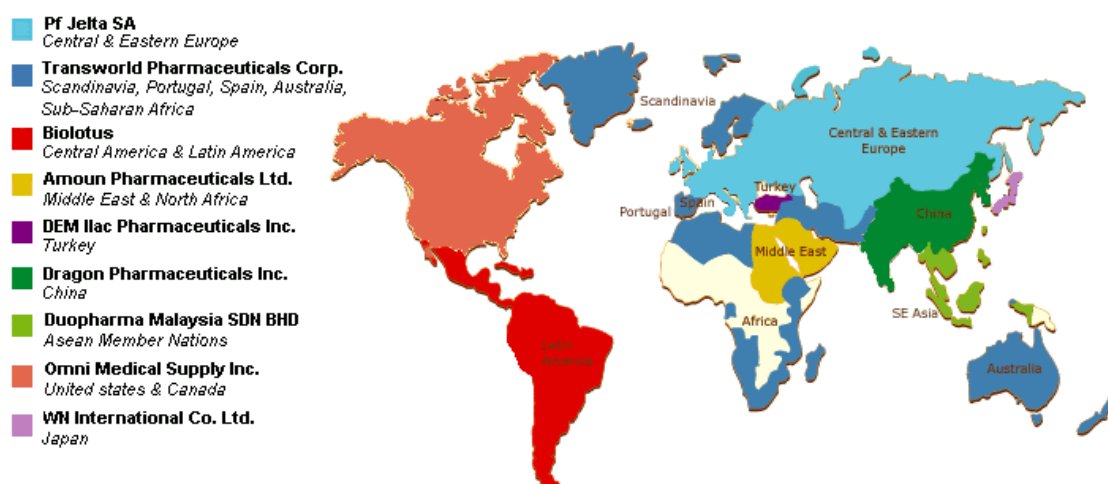 Pf Jelta SA
Central & Eastern Europe
Transworld Pharmaceuticals Corp.
Scandinavia, Portugal, Spain, Australia,
Sub-Saharan Africa
Biolotus
Central America & Latin America
Amoun Pharmaceuticals Ltd.
Middle East & North Africa
DEM Ilac Pharmaceuticals Inc.
Turkey
Dragon Pharmaceuticals Inc.
China
Duopharma Malaysia SDN BHD
Asean Member Nations
Omni Medical Supply Inc.
United states & Canada
WN International Co. Ltd.
Japan
Scandinavia
Central & Eastern
Europe
Turkey
Spain
Portugal
China
Middle East
SE Asia
Africa
Latin
America
Australia